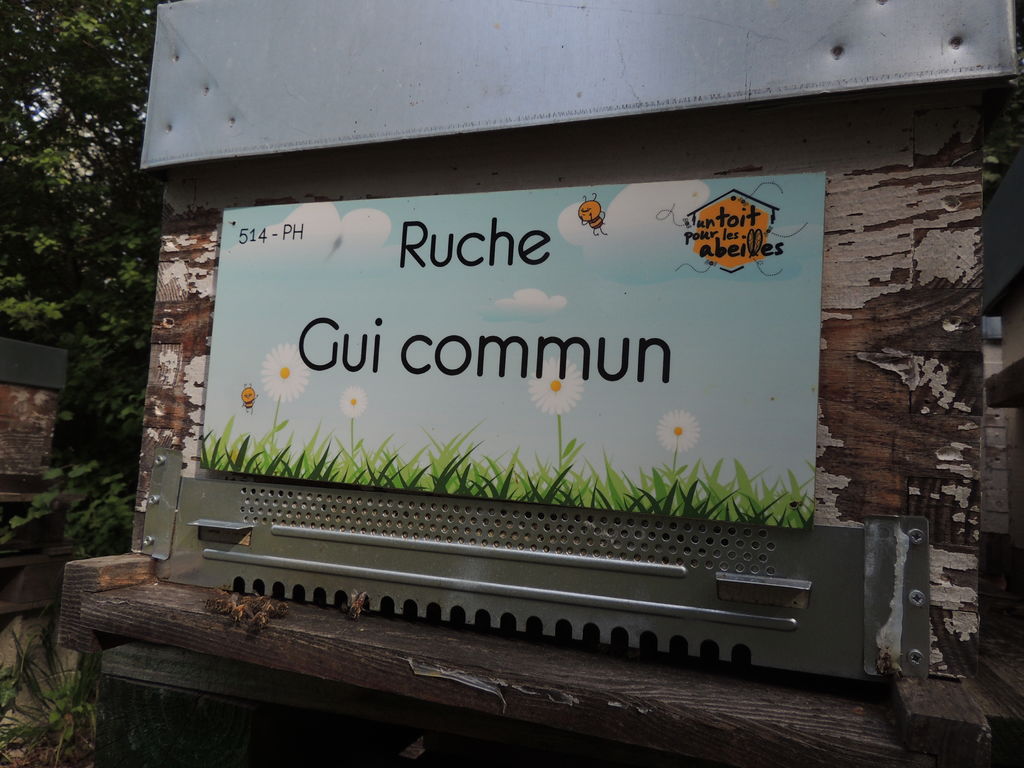 514 - PH
Ruche
un toit
pour les
abeilles
Gui commun